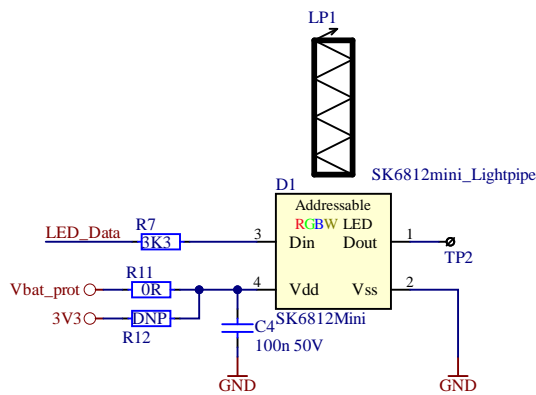 LP1
SK6812mini_Lightpipe
D1
Addressable
RGBW LED
LED_Data
R7
3K3
3
Din
Dout
1
TP2
Vbat_prot
R11
0R
4
Vdd
Vss
2
3V3
DNP
R12
SK6812Mini
C4
100n 50V
GND
GND